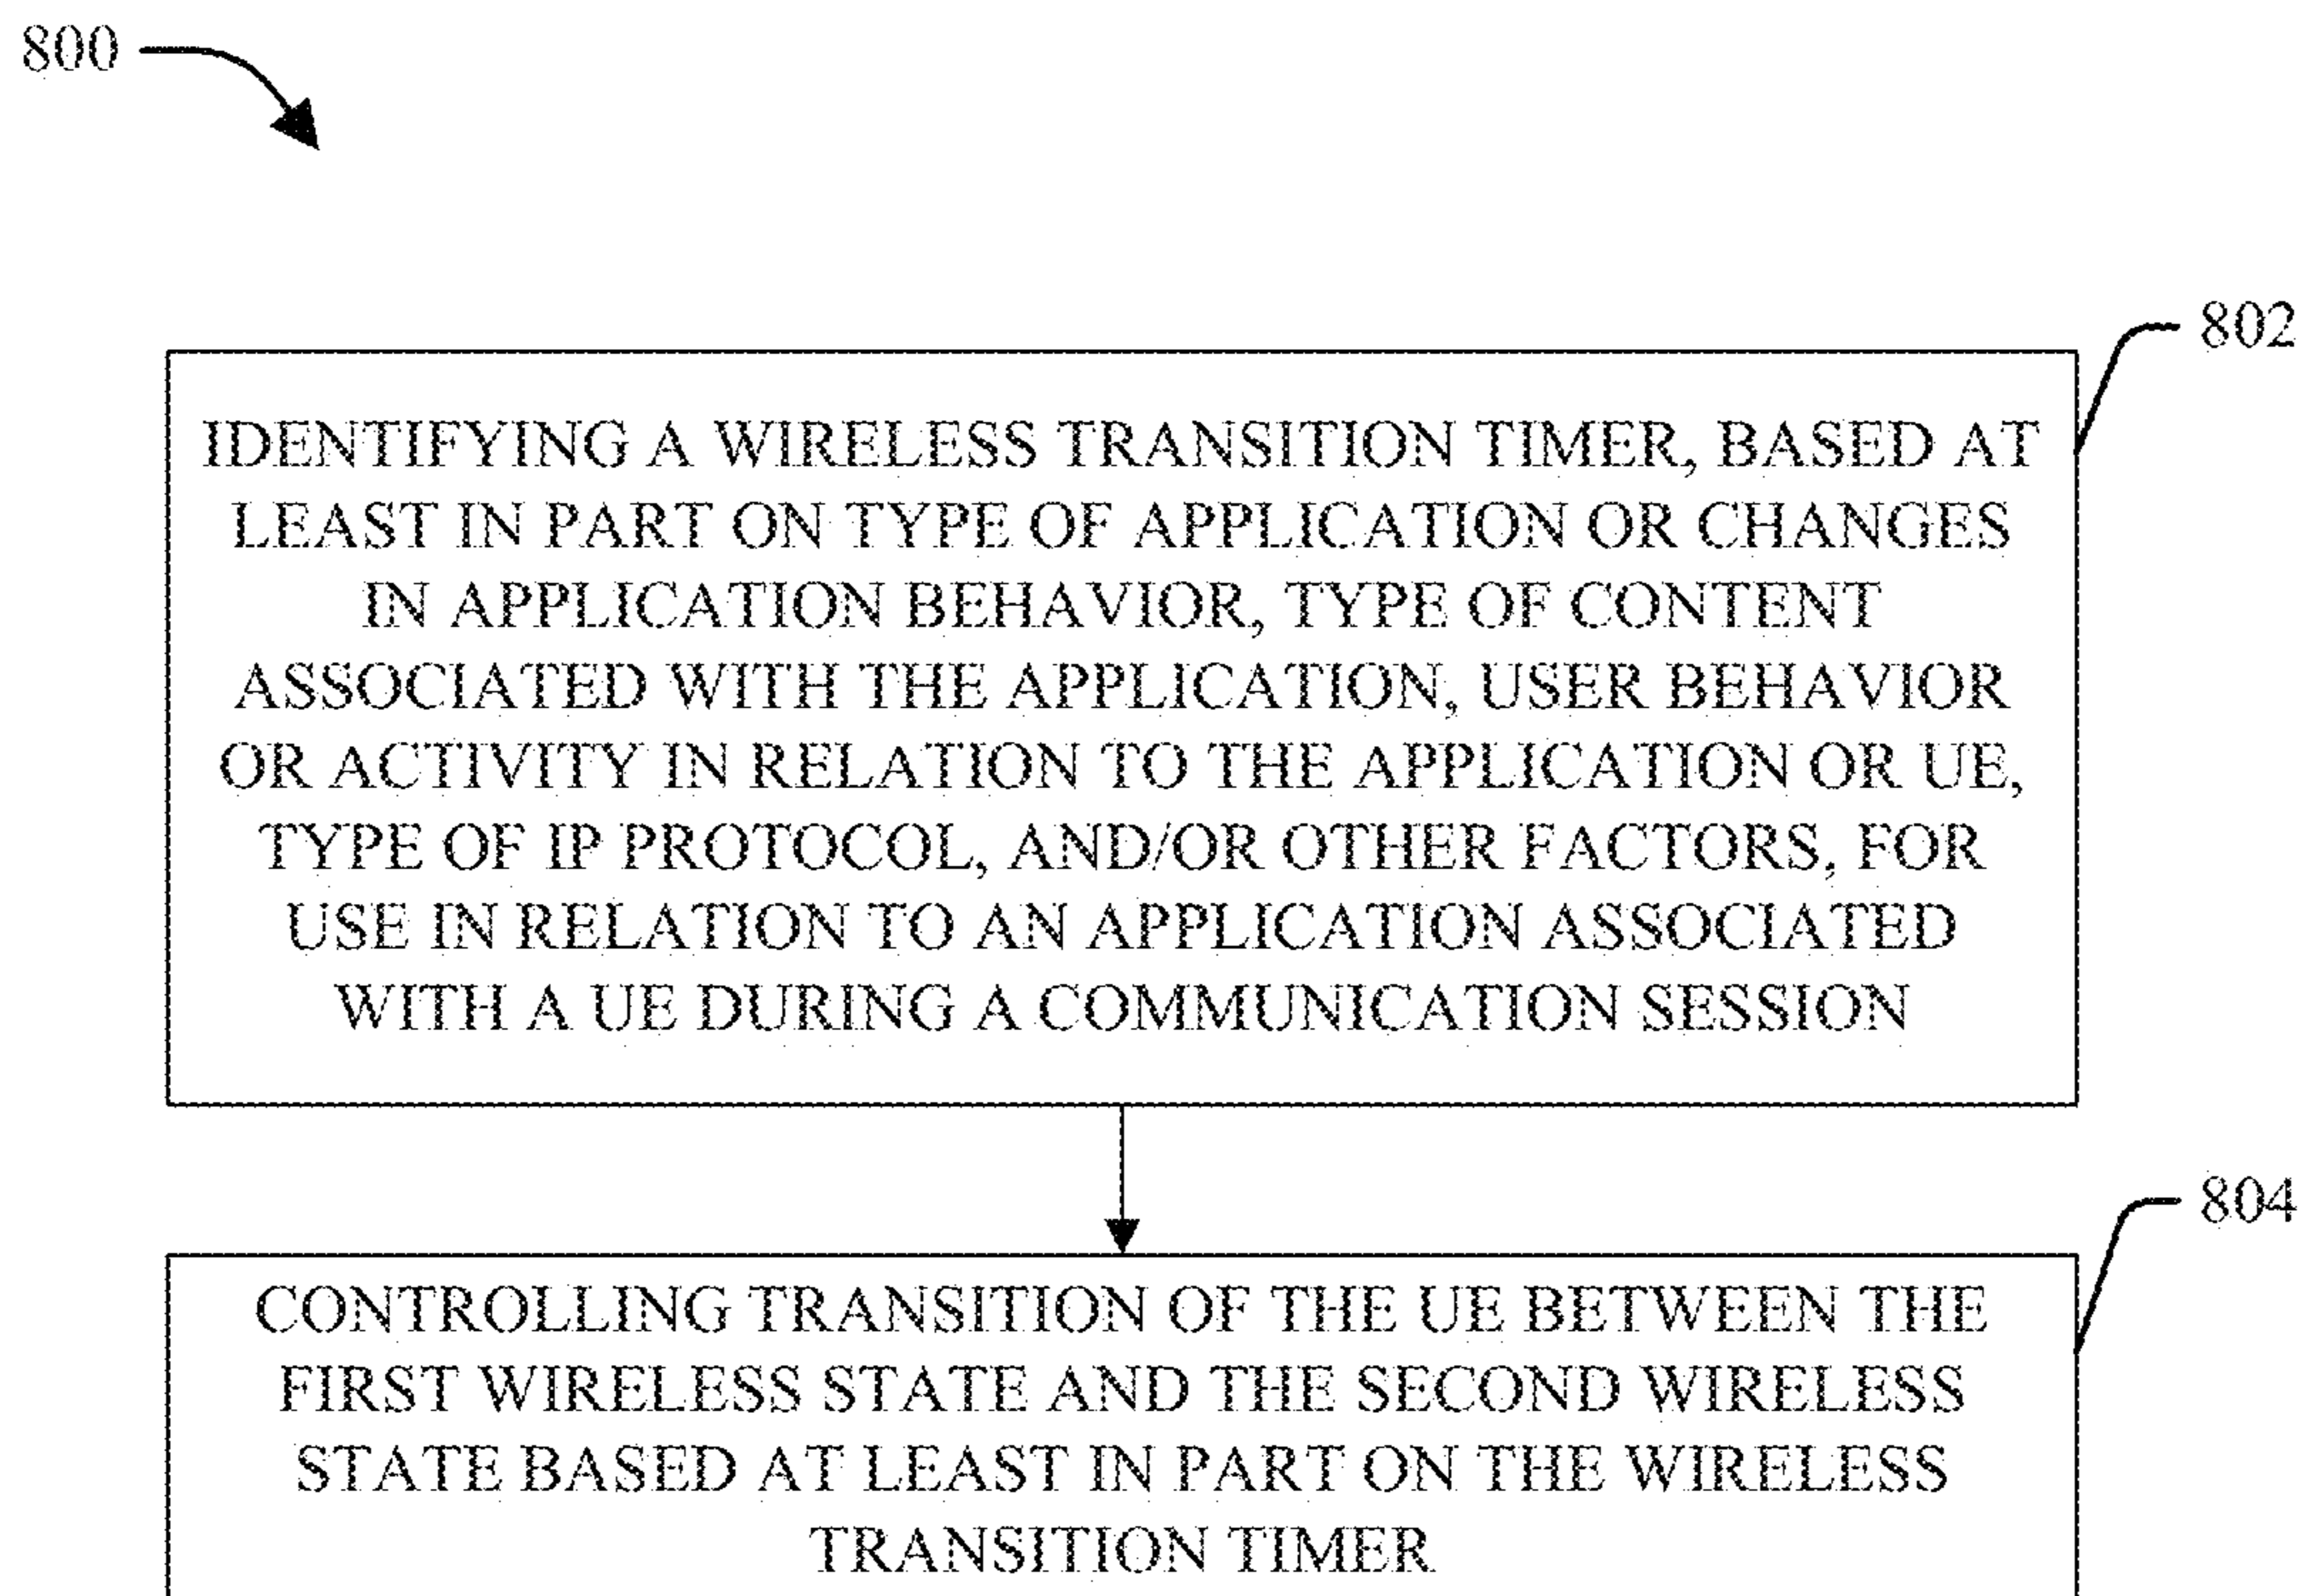 800
802
IDENTIFYING A WIRELESS TRANSITION TIMER, BASED AT
LEAST IN PART ON TYPE OF APPLICATION OR CHANGES
IN APPLICATION BEHAVIOR, TYPE OF CONTENT
ASSOCIATED WITH THE APPLICATION, USER BEHAVIOR
OR ACTIVITY IN RELATION TO THE APPLICATION OR UE,
TYPE OF IP PROTOCOL, AND/OR OTHER FACTORS, FOR
USE IN RELATION TO AN APPLICATION ASSOCIATED
WITH A UE DURING A COMMUNICATION SESSION
804
CONTROLLING TRANSITION OF THE UE BETWEEN THE
FIRST WIRELESS STATE AND THE SECOND WIRELESS
STATE BASED AT LEAST IN PART ON THE WIRELESS
TRANSITION TIMER